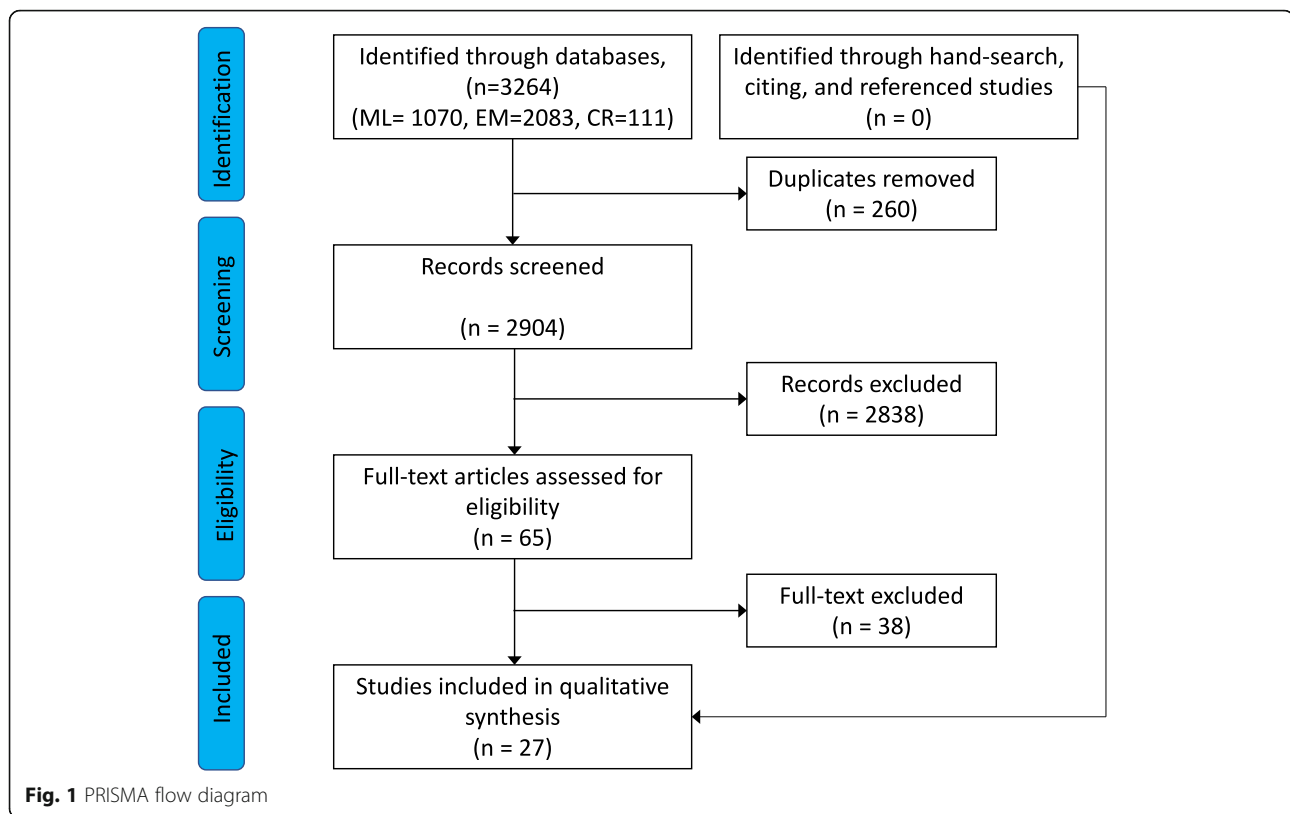 Identification
Identified through databases,
(n=3264)
(ML= 1070, EM=2083, CR=111)
Identified through hand-search,
citing, and referenced studies
(n = 0)
Duplicates removed
(n = 260)
Screening
Records screened
(n = 2904)
Records excluded
(n = 2838)
Eligibility
Full-text articles assessed for
eligibility
(n = 65)
Full-text excluded
(n = 38)
Included
Studies included in qualitative
synthesis
(n = 27)
Fig. 1 PRISMA flow diagram